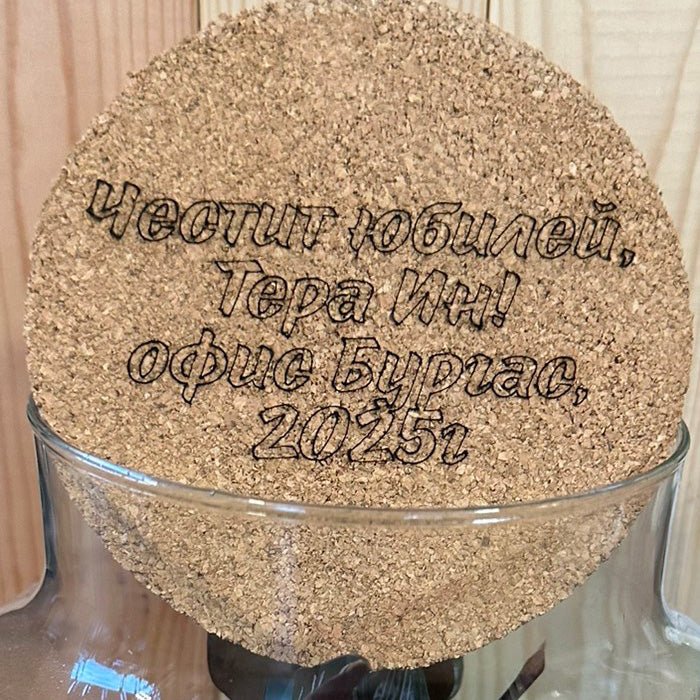 Честит юбилей,
Тера Ин!
офис Бургас,
2025г